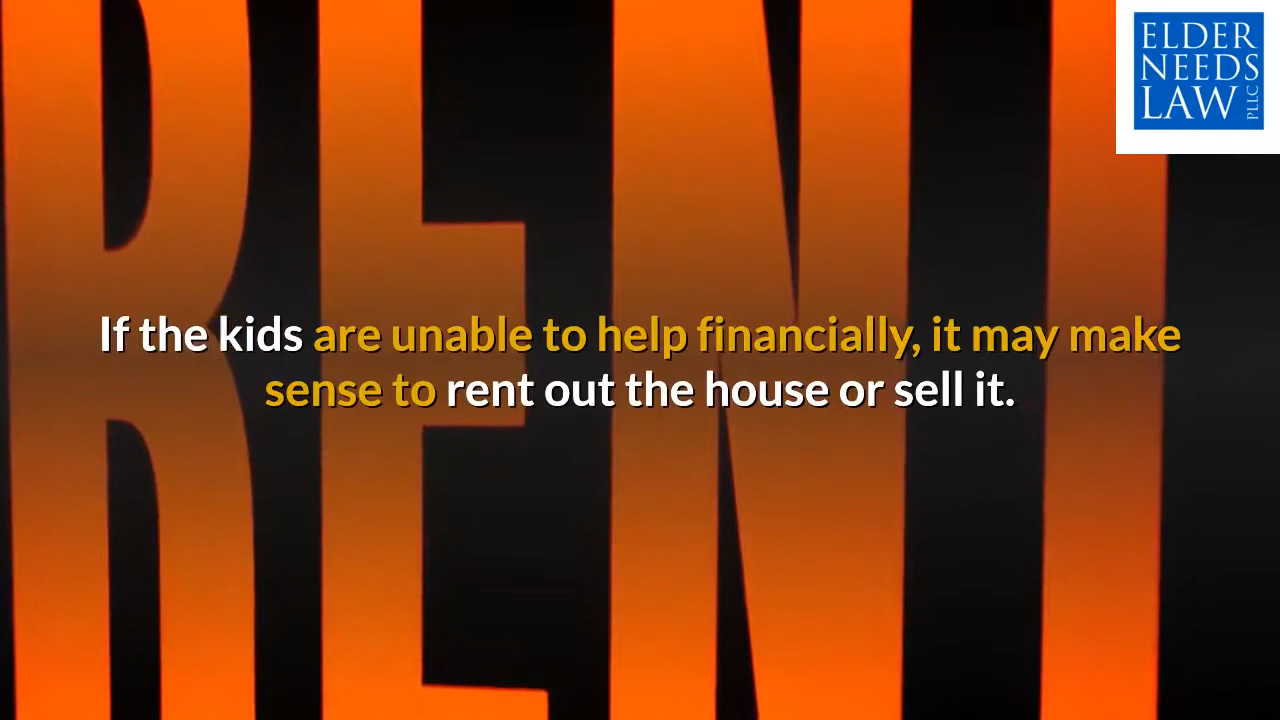 ELDER
NEEDS
LAW PLLC
RENT
If the kids are unable to help financially, it may make
sense to rent out the house or sell it.